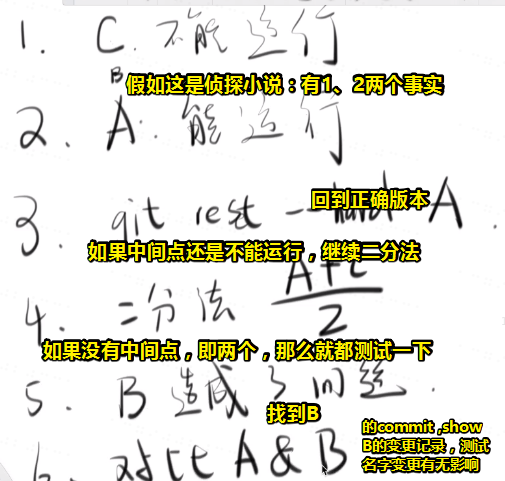 1. C. 不能运行
B
假如这是侦探小说：有1、2两个事实
2. A. 能运行
回到正确版本
3. git rest --hard A.
如果中间点还是不能运行，继续二分法
4. 二分法 A+C/2
如果没有中间点，即两个，那么就都测试一下
5. B 造成了问题.
找到B
的commit ,show
B的变更记录，测试
名字变更有无影响
对比 A & B